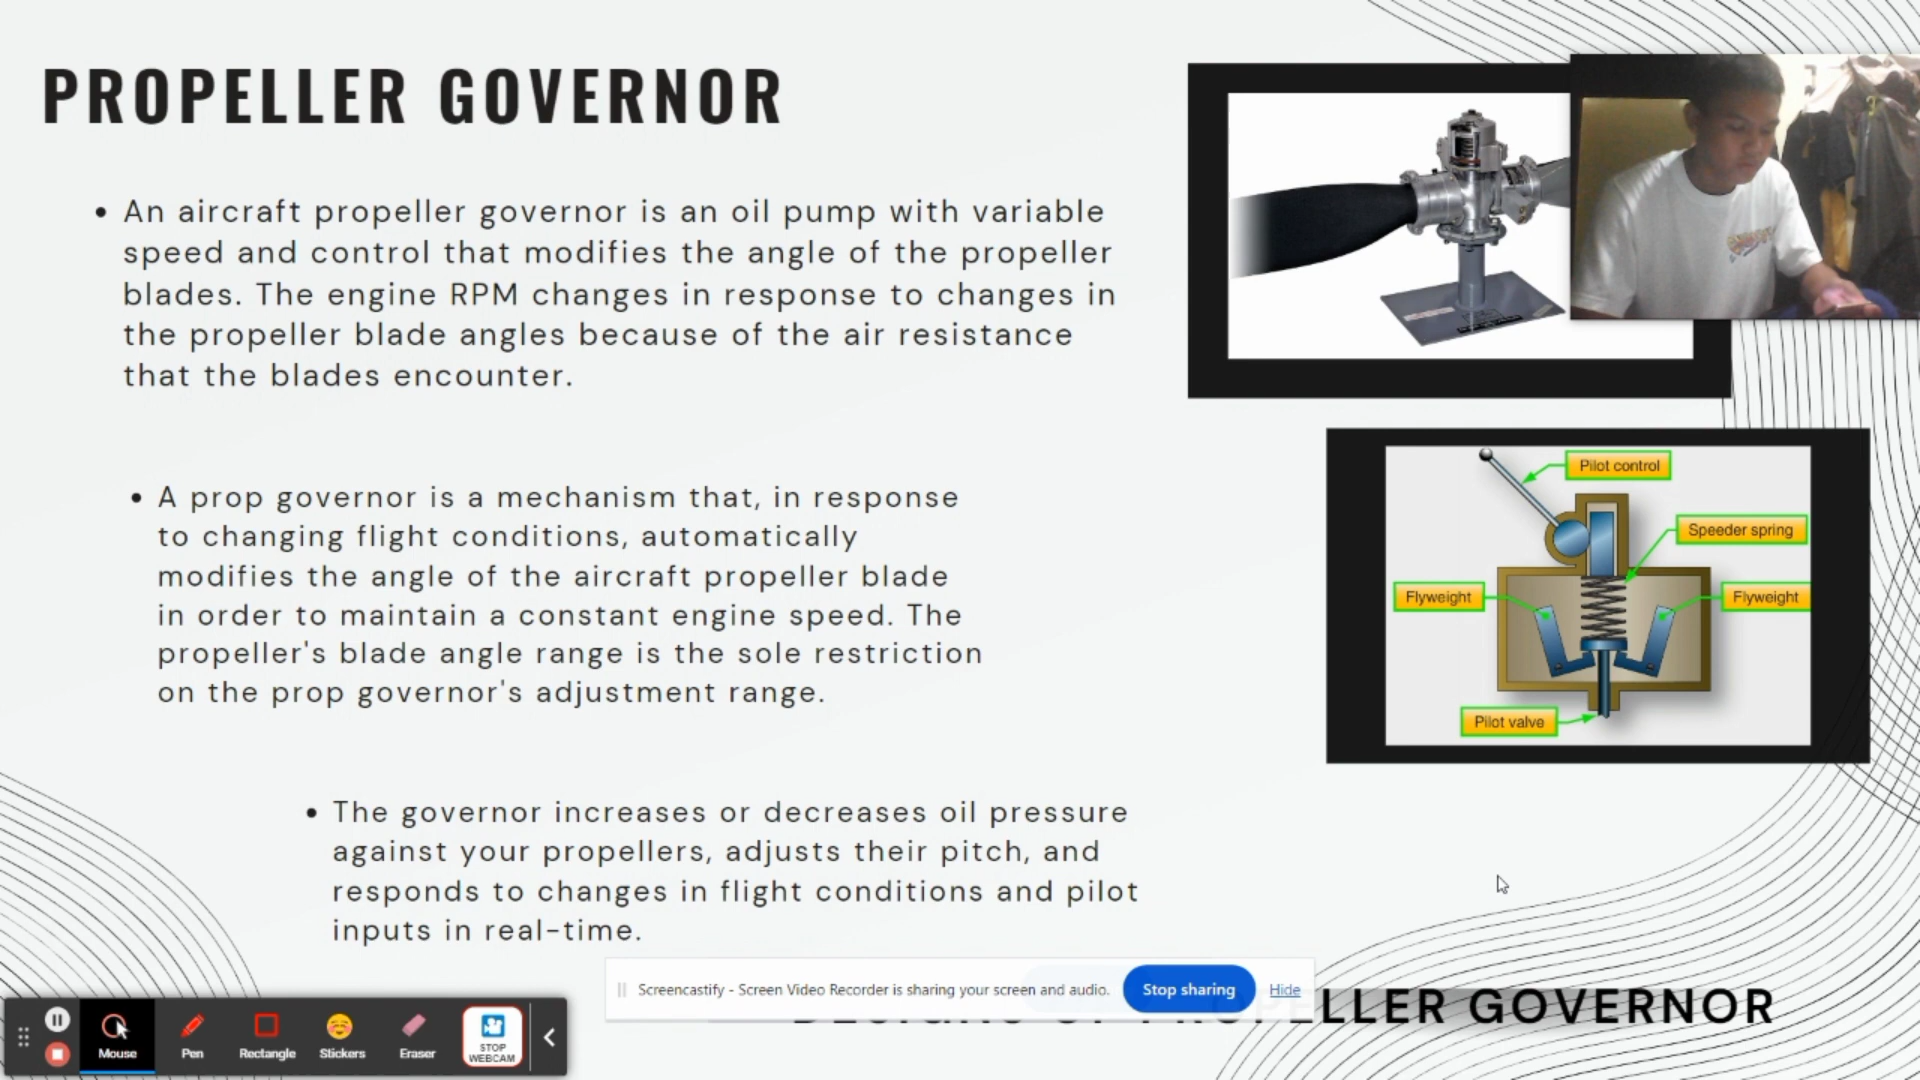 PROPELLER GOVERNOR
• An aircraft propeller governor is an oil pump with variable
speed and control that modifies the angle of the propeller
blades. The engine RPM changes in response to changes in
the propeller blade angles because of the air resistance
that the blades encounter.
• A prop governor is a mechanism that, in response
to changing flight conditions, automatically
modifies the angle of the aircraft propeller blade
in order to maintain a constant engine speed. The
propeller's blade angle range is the sole restriction
on the prop governor's adjustment range.
• The governor increases or decreases oil pressure
against your propellers, adjusts their pitch, and
responds to changes in flight conditions and pilot
inputs in real-time.
Pilot control
Speeder spring
Flyweight
Flyweight
Pilot valve
Screencastify - Screen Video Recorder is sharing your screen and audio.
Stop sharing
Hide
PELLER GOVERNOR
Mouse
Pen
Rectangle
Stickers
Eraser
STOP
WEBCAM